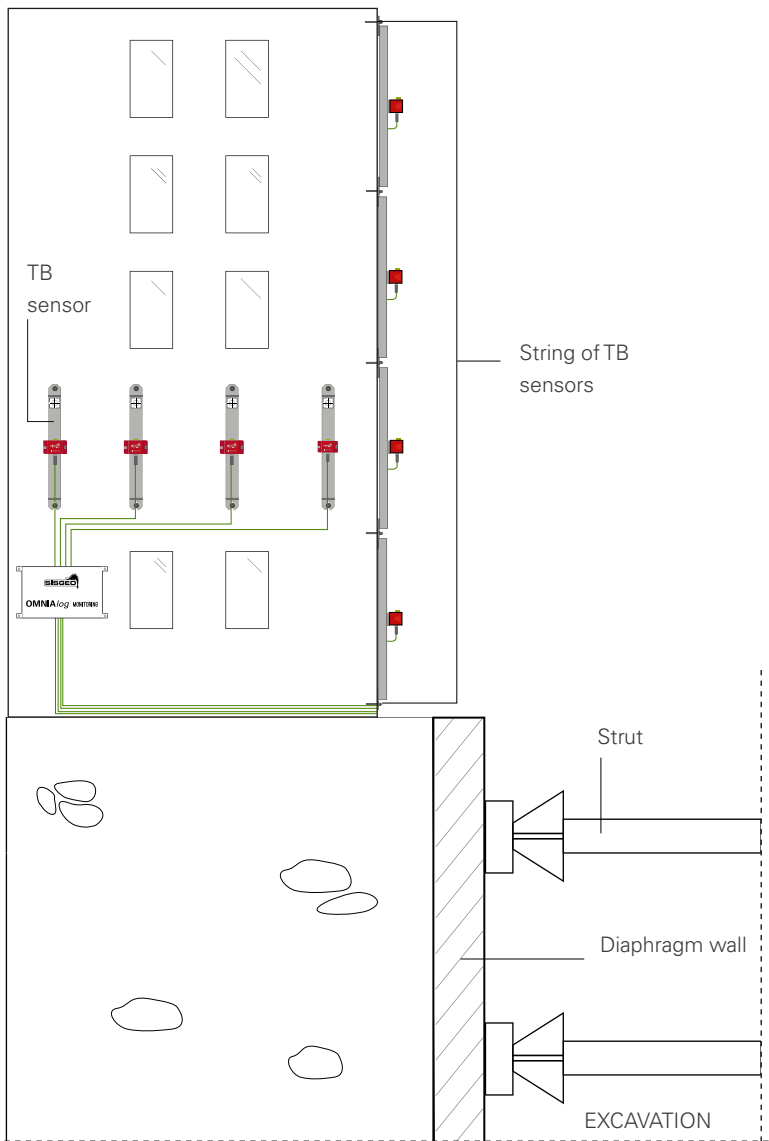 TB
sensor
String of TB
sensors
SISGEO
OMNIAlog MONITORING
Strut
Diaphragm wall
EXCAVATION